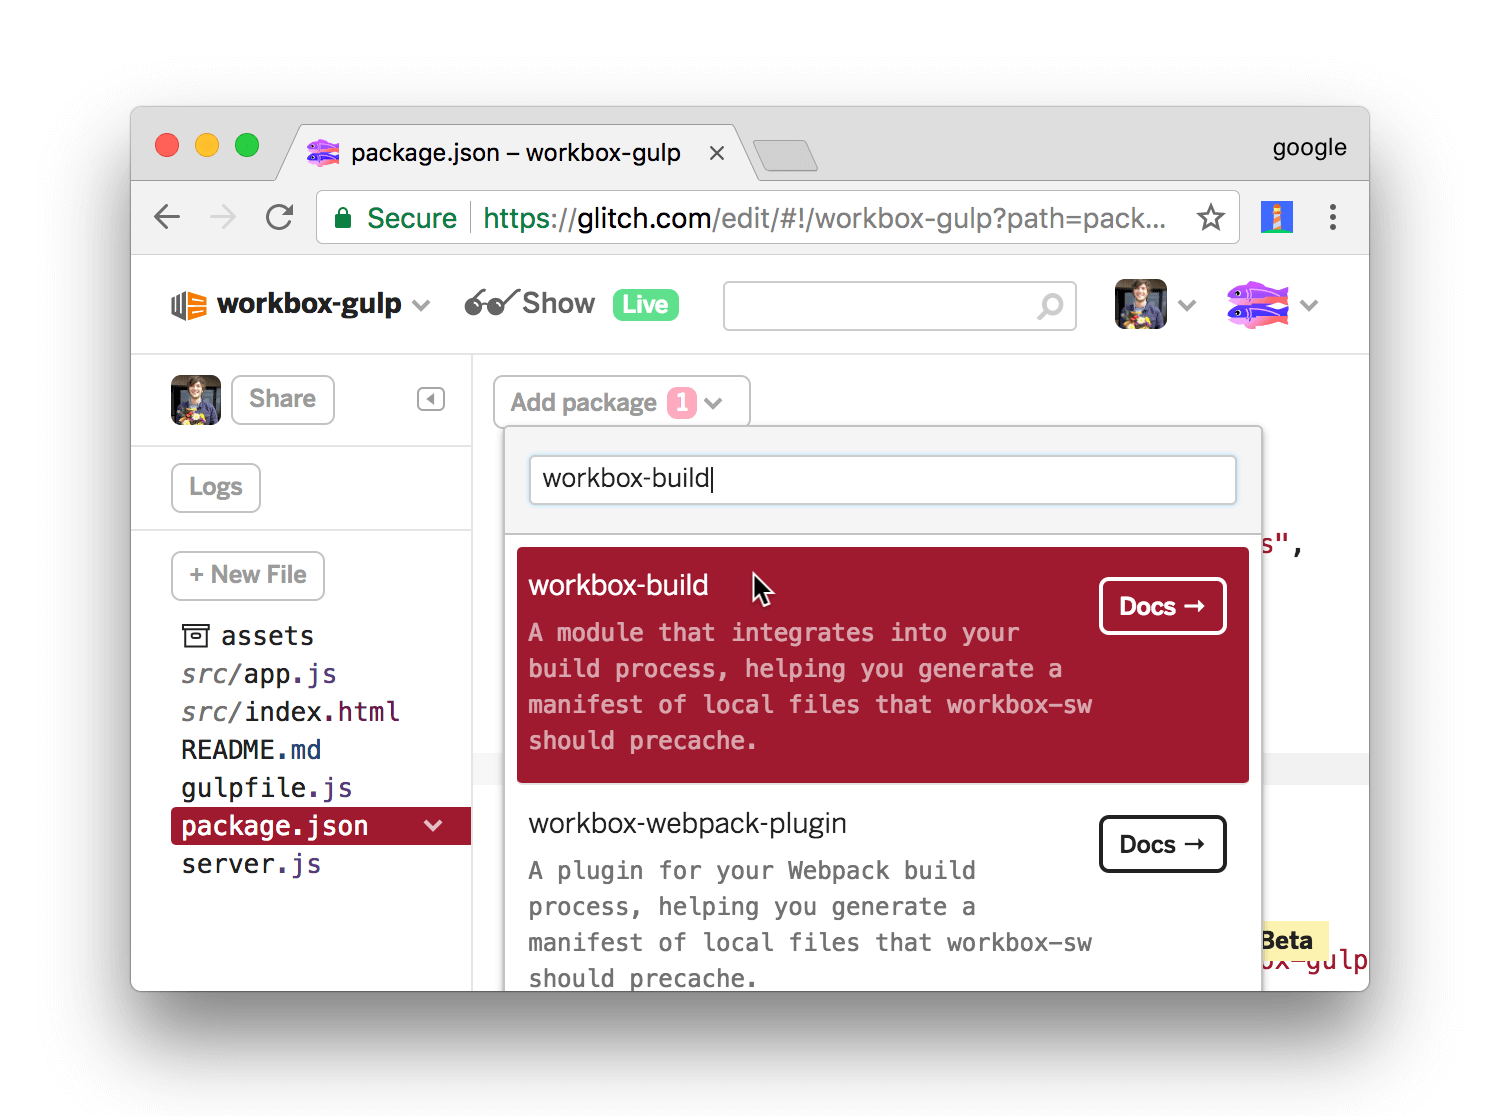 package.json – workbox-gulp
google
Secure
https://glitch.com/edit/#!/workbox-gulp?path=pack...
workbox-gulp
Show
Live
Share
Add package 1
Logs
workbox-build
s",
+ New File
workbox-build
Docs →
A module that integrates into your
build process, helping you generate a
manifest of local files that workbox-sw
should precache.
assets
src/app.js
src/index.html
README.md
gulpfile.js
package.json
server.js
workbox-webpack-plugin
Docs →
A plugin for your Webpack build
process, helping you generate a
manifest of local files that workbox-sw
should precache.
Beta
ox-gulp